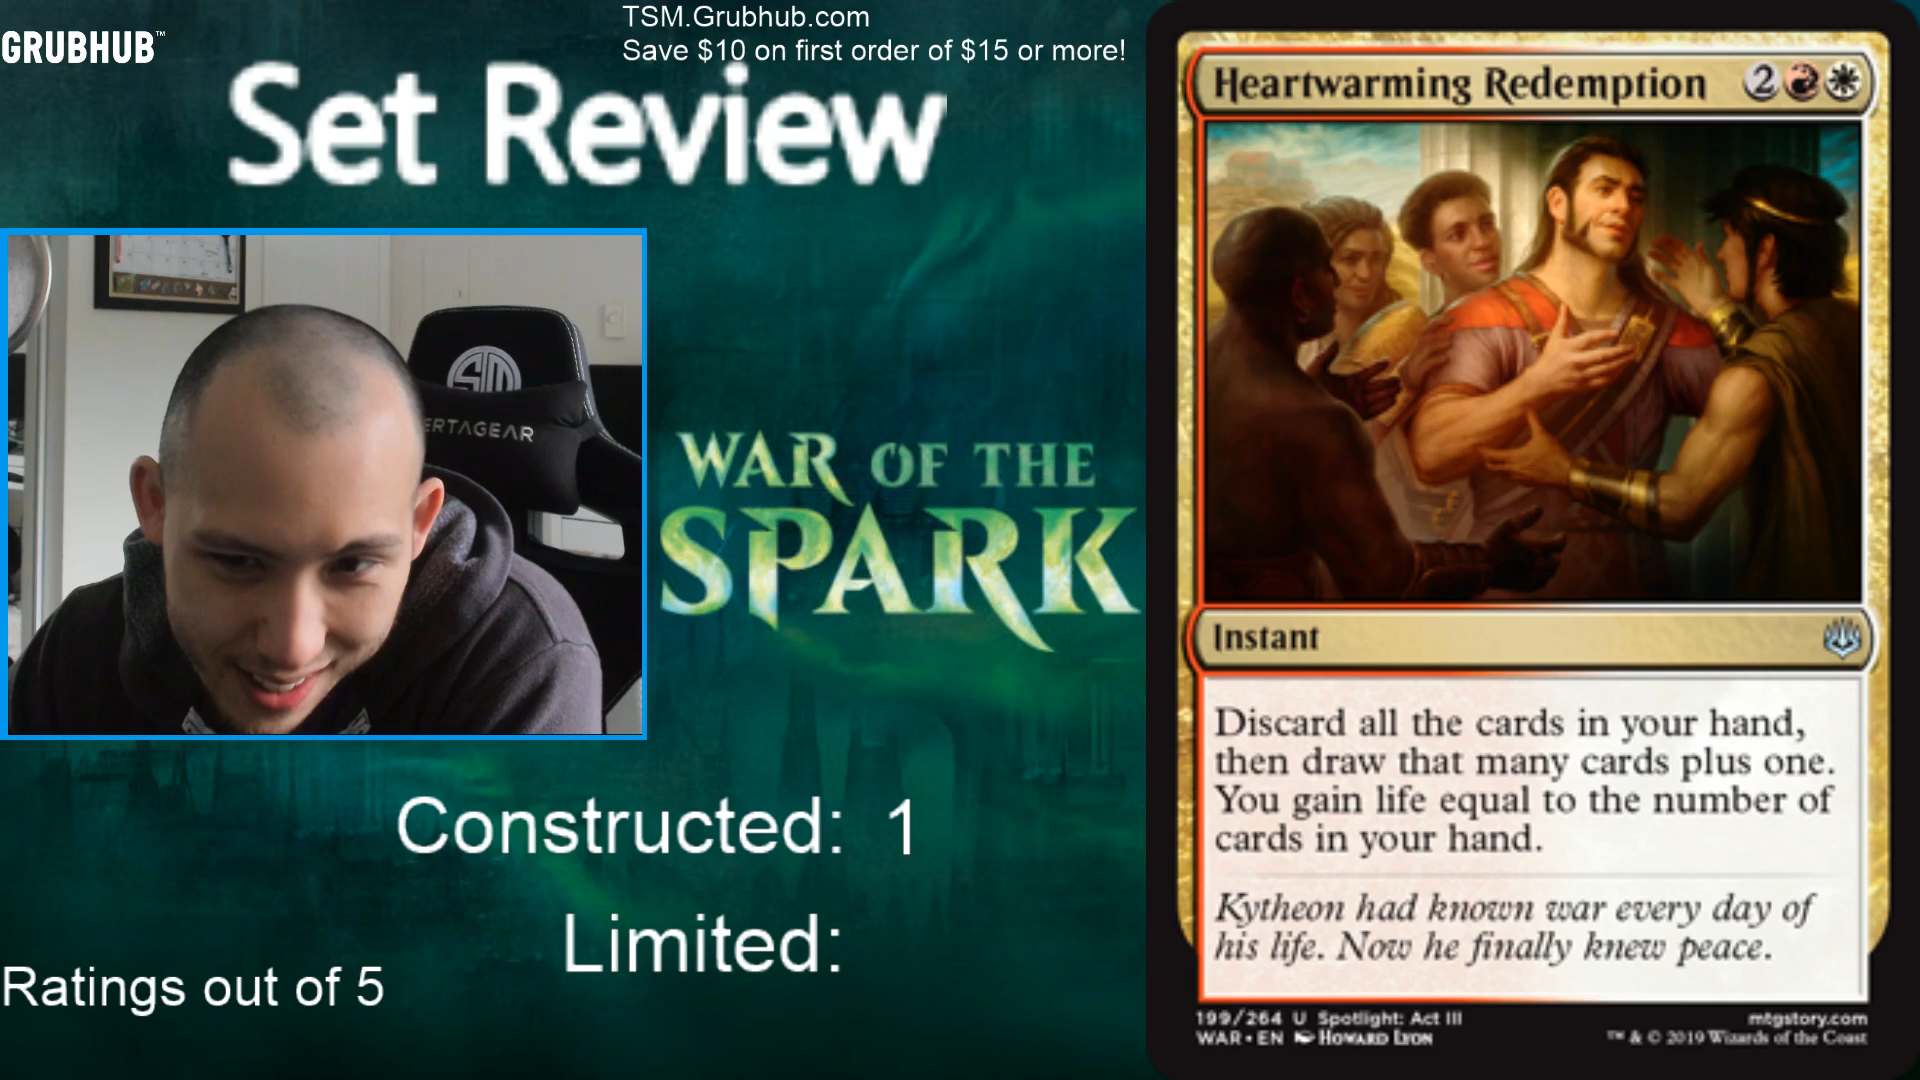 TSM.Grubhub.com
GRUBHUB™
Save $10 on first order of $15 or more!
Set Review
ERTAGEAR
WAR OF THE
SPARK
Constructed: 1
Limited:
Ratings out of 5
Heartwarming Redemption 2
Instant
Discard all the cards in your hand,
then draw that many cards plus one.
You gain life equal to the number of
cards in your hand.
Kytheon had known war every day of
his life. Now he finally knew peace.
199/264 U Spotlight: Act III
mtgstory.com
WAR • EN Howard Lyon
™ & © 2019 Wizards of the Coast